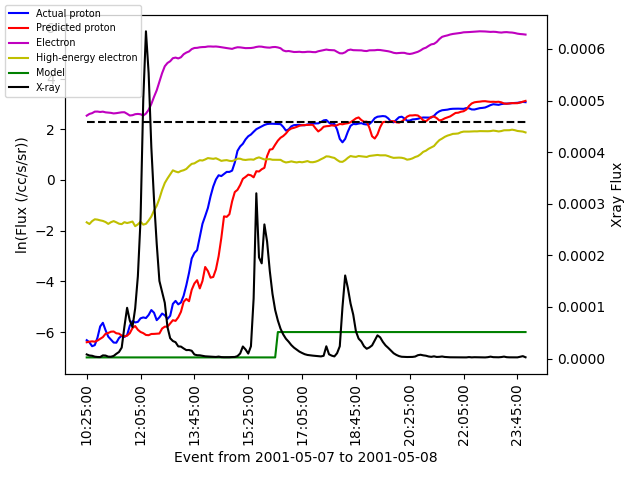 Actual proton
Predicted proton
Electron
High-energy electron
Model
X-ray
4
2
0
−2
−4
−6
ln(Flux (/cc/s/sr))
0.0006
0.0005
0.0004
0.0003
0.0002
0.0001
0.0000
Xray Flux
10:25:00
12:05:00
13:45:00
15:25:00
17:05:00
18:45:00
20:25:00
22:05:00
23:45:00
Event from 2001-05-07 to 2001-05-08